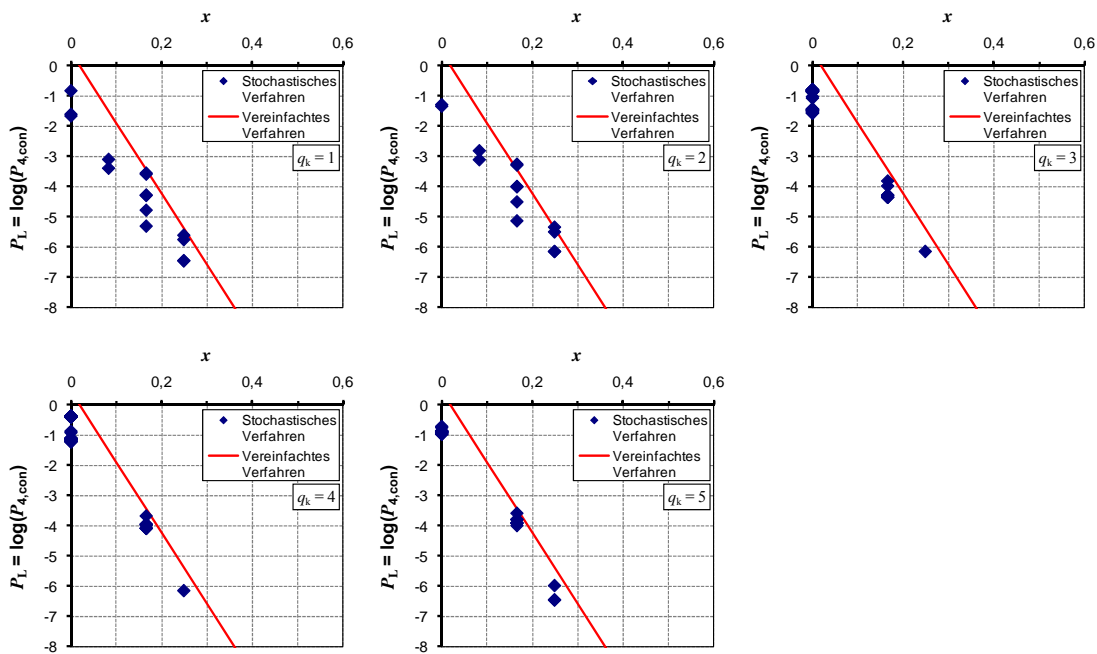 x
x
x
0
0,2
0,4
0,6
0
0,2
0,4
0,6
0
0,2
0,4
0,6
0
-1
-2
-3
-4
-5
-6
-7
-8
P_L = log(P_4,con)
Stochastisches
Verfahren
Vereinfachtes
Verfahren
q_k = 1
0
-1
-2
-3
-4
-5
-6
-7
-8
P_L = log(P_4,con)
Stochastisches
Verfahren
Vereinfachtes
Verfahren
q_k = 2
0
-1
-2
-3
-4
-5
-6
-7
-8
P_L = log(P_4,con)
Stochastisches
Verfahren
Vereinfachtes
Verfahren
q_k = 3
x
x
0
0,2
0,4
0,6
0
0,2
0,4
0,6
0
-1
-2
-3
-4
-5
-6
-7
-8
P_L = log(P_4,con)
Stochastisches
Verfahren
Vereinfachtes
Verfahren
q_k = 4
0
-1
-2
-3
-4
-5
-6
-7
-8
P_L = log(P_4,con)
Stochastisches
Verfahren
Vereinfachtes
Verfahren
q_k = 5